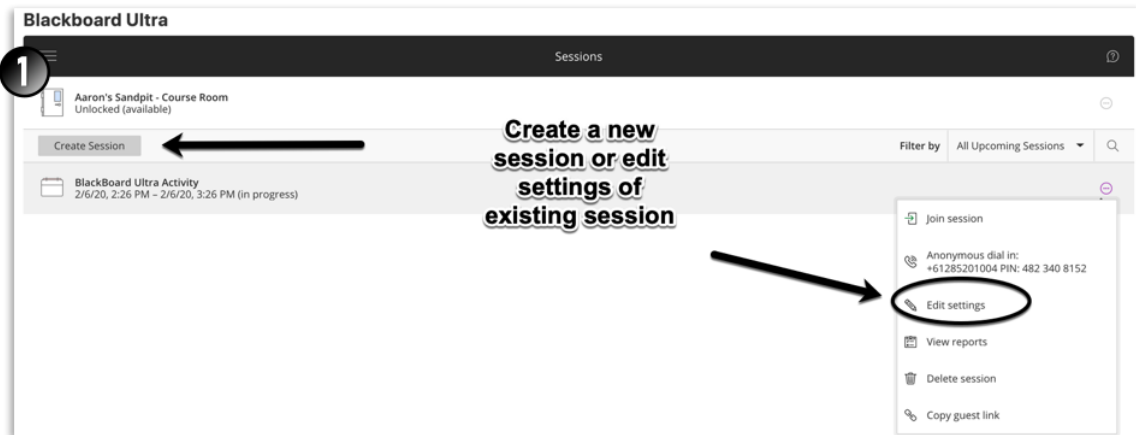 Blackboard Ultra
1
Sessions
Aaron's Sandpit - Course Room
Unlocked (available)
Create Session
Create a new
session or edit
settings of
existing session
Filter by All Upcoming Sessions
BlackBoard Ultra Activity
2/6/20, 2:26 PM – 2/6/20, 3:26 PM (in progress)
Join session
Anonymous dial in:
+61285201004 PIN: 482 340 8152
Edit settings
View reports
Delete session
Copy guest link